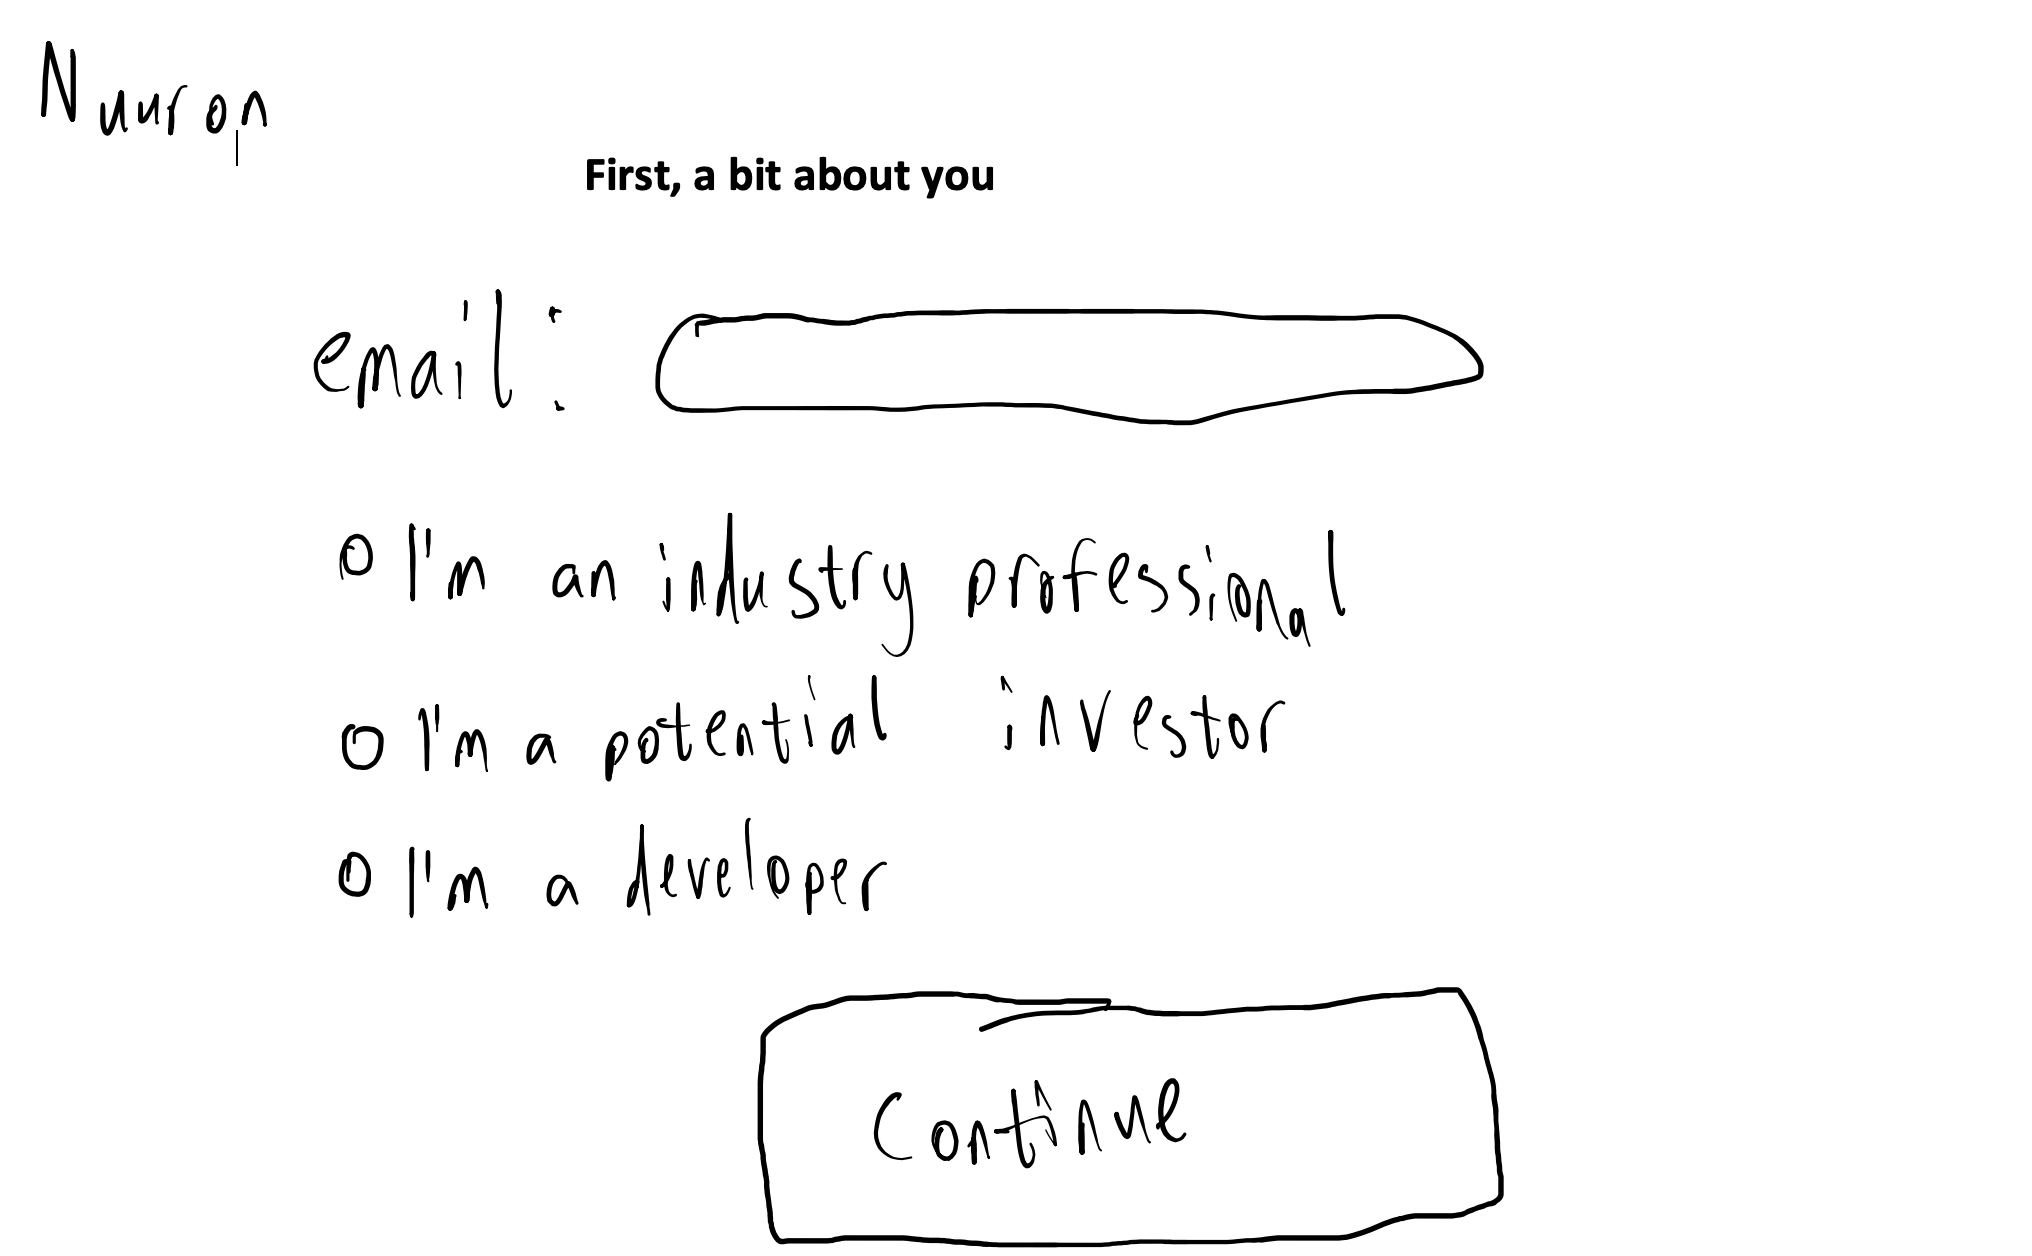 Nuuron
First, a bit about you
email:
I'm an industry professional
I'm a potential investor
I'm a developer
Continue